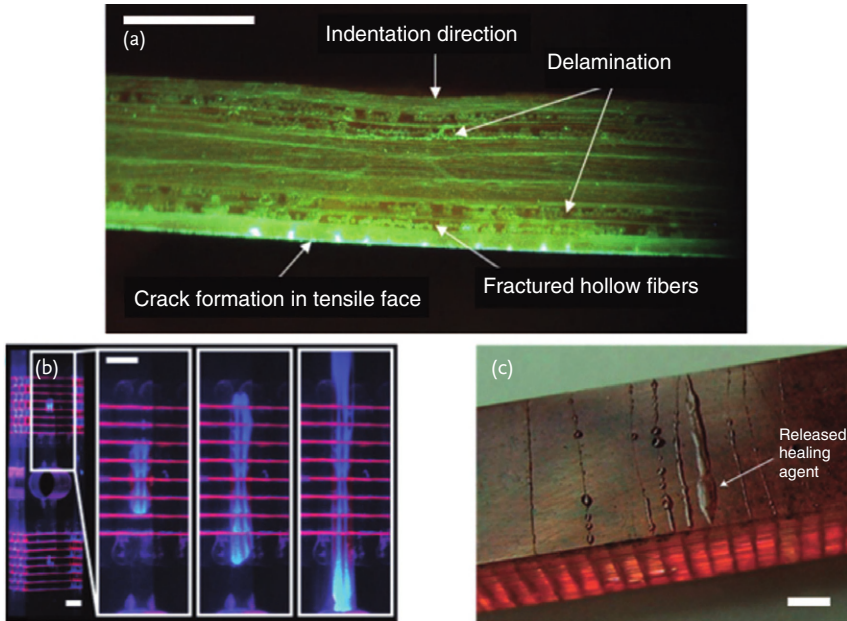 (a)
Indentation direction
Delamination
Crack formation in tensile face
Fractured hollow fibers
(b)
(c)
Released
healing
agent